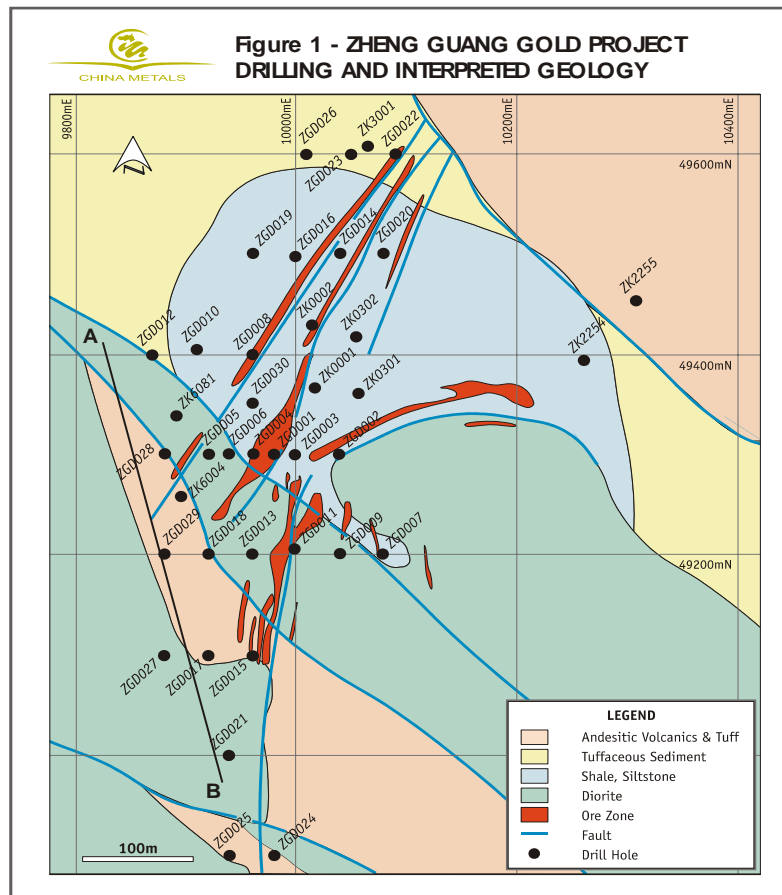 CHINA METALS
Figure 1 - ZHENG GUANG GOLD PROJECT
DRILLING AND INTERPRETED GEOLOGY
9800mE
10000mE
10200mE
10400mE
ZGD026
ZK3001
ZGD022
ZGD023
49600mN
N
ZGD019
ZGD016
ZGD014
ZGD020
ZK2255
ZGD012
ZGD010
ZGD008
ZK0002
ZK0302
ZK2254
49400mN
A
ZK6081
ZGD030
ZK0001
ZK0301
ZGD028
ZGD005
ZGD006
ZGD004
ZGD001
ZGD003
ZGD002
ZK6004
ZGD029
ZGD018
ZGD013
ZGD011
ZGD009
ZGD007
49200mN
ZGD027
ZGD017
ZGD015
ZGD021
B
ZGD025
ZGD024
100m
LEGEND
Andesitic Volcanics & Tuff
Tuffaceous Sediment
Shale, Siltstone
Diorite
Ore Zone
Fault
Drill Hole